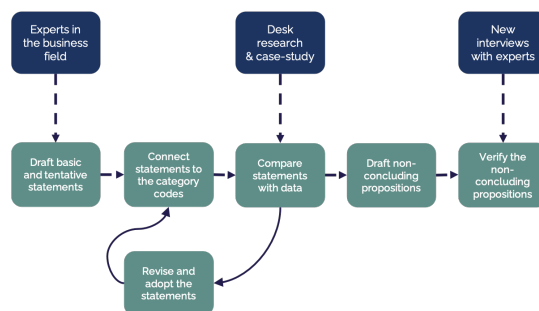 Experts in
the business
field
Desk
research
& case-study
New
interviews
with experts
Draft basic
and tentative
statements
Connect
statements to
the category
codes
Compare
statements
with data
Draft non-
concluding
propositions
Verify the
non-
concluding
propositions
Revise and
adopt the
statements